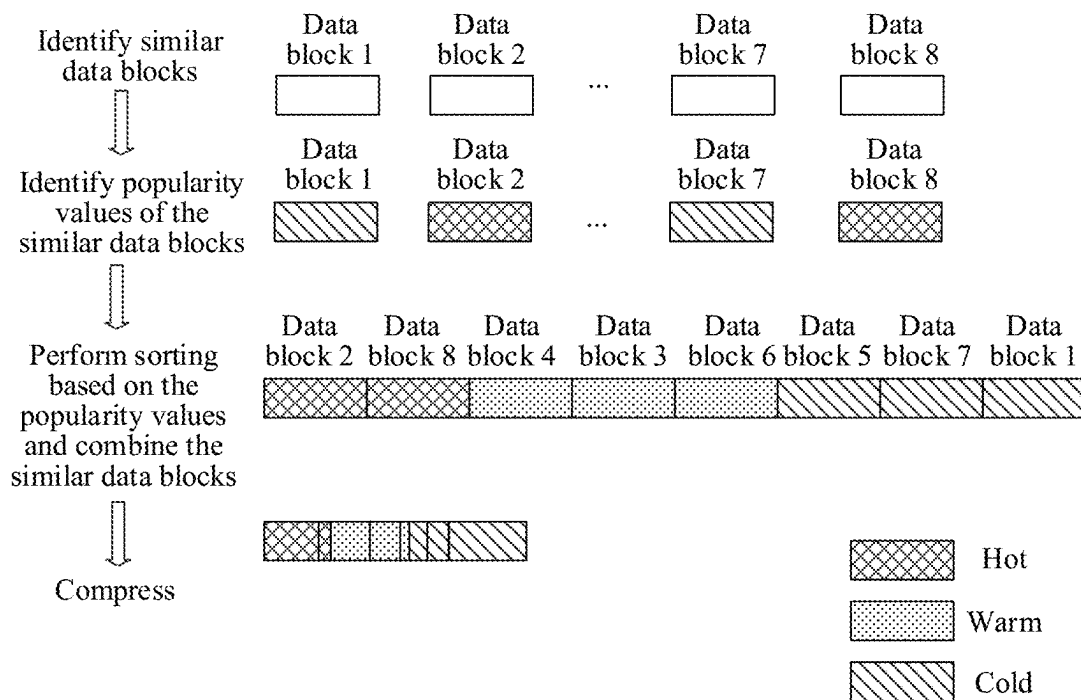 Identify similar
data blocks
Data
block 1
Data
block 2
...
Data
block 7
Data
block 8
Identify popularity
values of the
similar data blocks
Data
block 1
Data
block 2
...
Data
block 7
Data
block 8
Perform sorting
based on the
popularity values
and combine the
similar data blocks
Data
block 2
Data
block 8
Data
block 4
Data
block 3
Data
block 6
Data
block 5
Data
block 7
Data
block 1
Compress
Hot
Warm
Cold